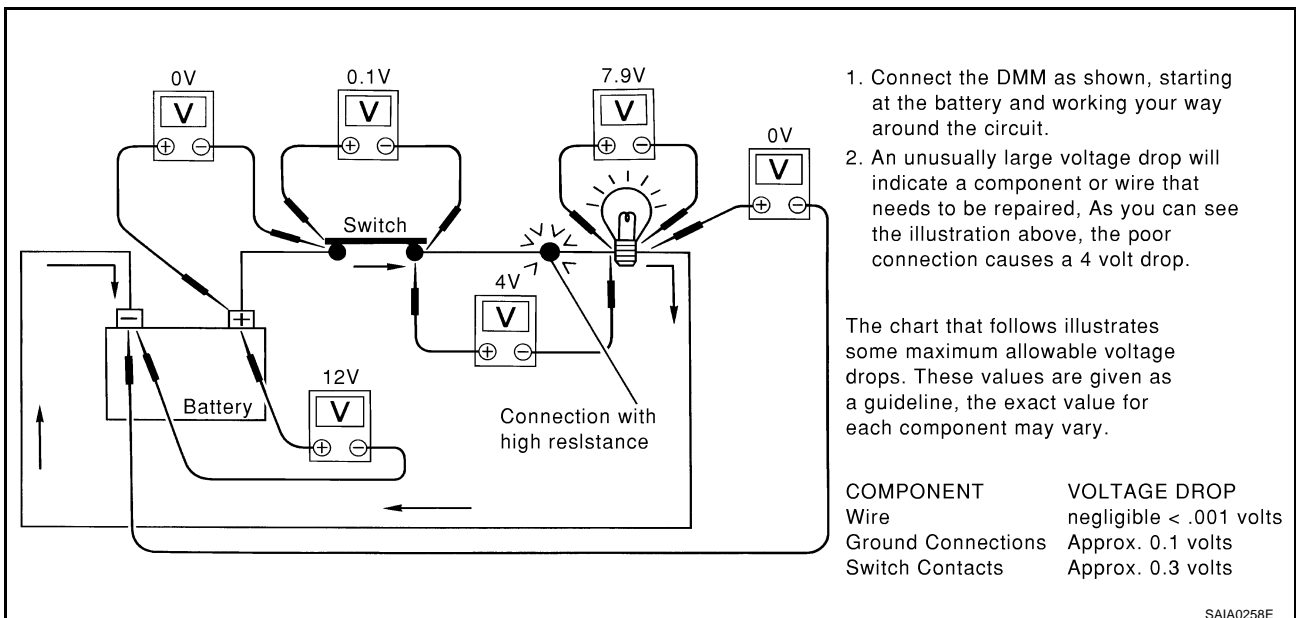 0V
0.1V
7.9V
0V
V
V
V
V
+ -
+ -
+ -
+ -
Switch
4V
V
+ -
- +
Battery
12V
V
+ -
Connection with
high resIstance
1. Connect the DMM as shown, starting
at the battery and working your way
around the circuit.
2. An unusually large voltage drop will
indicate a component or wire that
needs to be repaired, As you can see
the illustration above, the poor
connection causes a 4 volt drop.
The chart that follows illustrates
some maximum allowable voltage
drops. These values are given as
a guideline, the exact value for
each component may vary.
COMPONENT VOLTAGE DROP
Wire negligible < .001 volts
Ground Connections Approx. 0.1 volts
Switch Contacts Approx. 0.3 volts
SAIA0258E